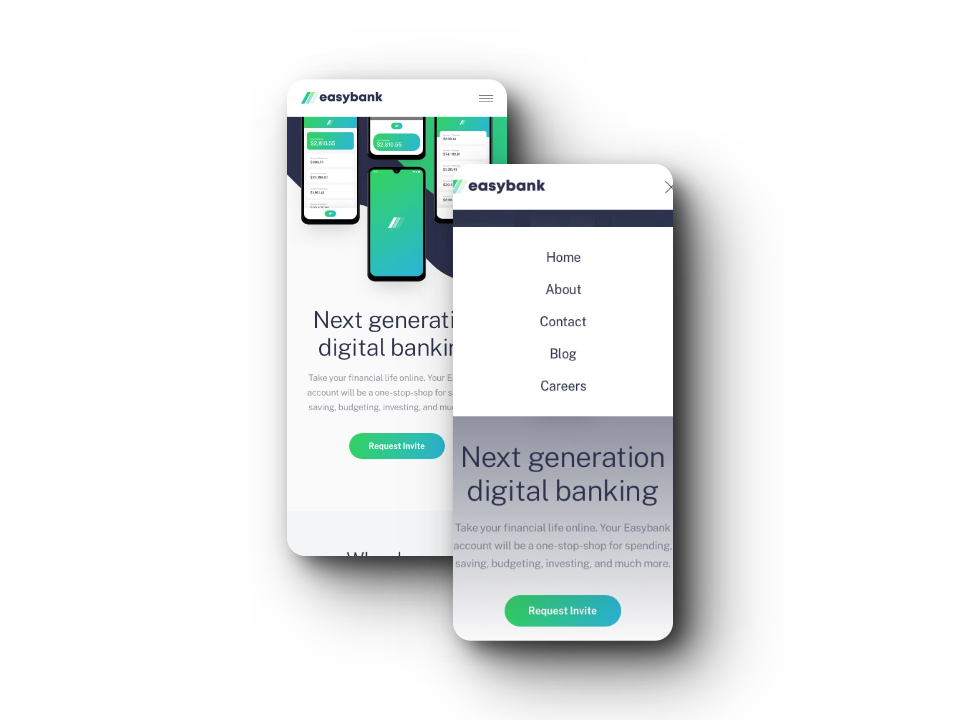 easybank
$2,810.55
$2,810.55
Next generati
digital bankin
Take your financial life online. Your E
account will be a one-stop-shop for s
saving, budgeting, investing, and muc
Request Invite
easybank
Home
About
Contact
Blog
Careers
Next generation
digital banking
Take your financial life online. Your Easybank
account will be a one-stop-shop for spending,
saving, budgeting, investing, and much more.
Request Invite